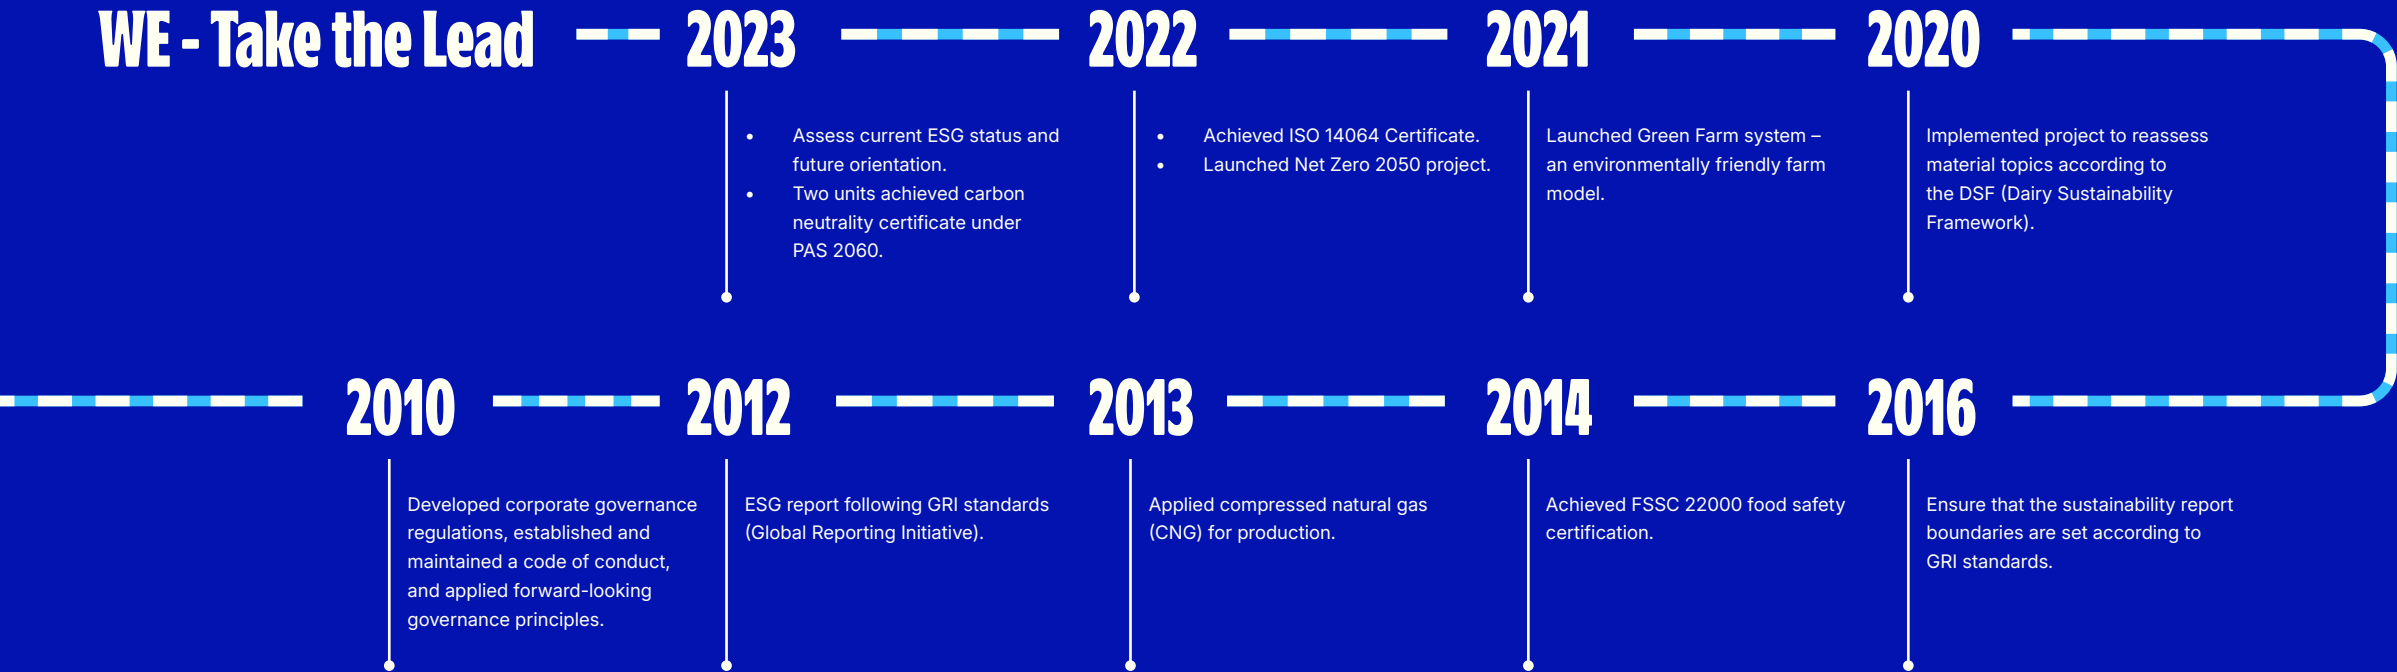 WE - Take the Lead
2023
• Assess current ESG status and
future orientation.
• Two units achieved carbon
neutrality certificate under
PAS 2060.
2022
• Achieved ISO 14064 Certificate.
• Launched Net Zero 2050 project.
2021
Launched Green Farm system –
an environmentally friendly farm
model.
2020
Implemented project to reassess
material topics according to
the DSF (Dairy Sustainability
Framework).
2010
Developed corporate governance
regulations, established and
maintained a code of conduct,
and applied forward-looking
governance principles.
2012
ESG report following GRI standards
(Global Reporting Initiative).
2013
Applied compressed natural gas
(CNG) for production.
2014
Achieved FSSC 22000 food safety
certification.
2016
Ensure that the sustainability report
boundaries are set according to
GRI standards.